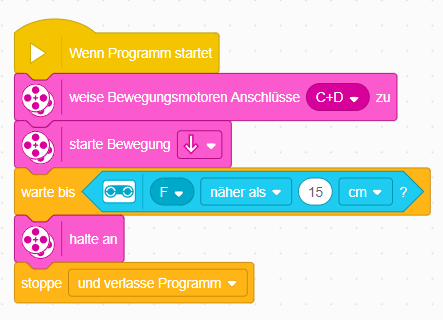 Wenn Programm startet
weise Bewegungsmotoren Anschlüsse C+D zu
starte Bewegung
warte bis F näher als 15 cm ?
halte an
stoppe und verlasse Programm